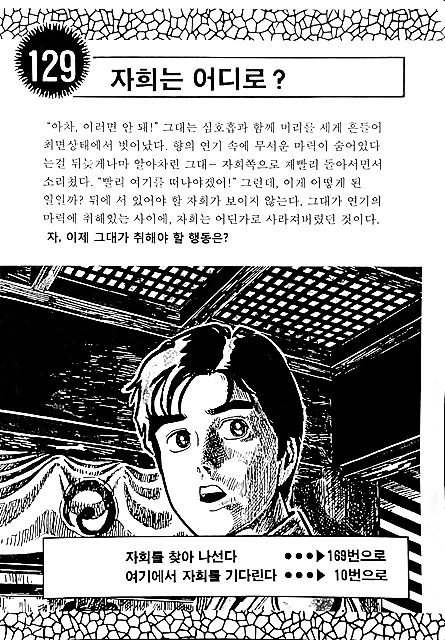 129
자희는 어디로?
"아차, 이러면 안 돼!" 그대는 심호흡과 함께 머리를 세게 흔들어
최면상태에서 벗어났다. 향의 연기 속에 무서운 마력이 숨어있다
는걸 뒤늦게나마 알아차린 그대― 자희쪽으로 재빨리 돌아서면서
소리쳤다. "빨리 여기를 떠나야겠어!" 그런데, 이게 어떻게 된
일일까? 뒤에 서 있어야 할 자희가 보이지 않는다. 그대가 연기의
마력에 취해있는 사이에, 자희는 어딘가로 사라져버렸던 것이다.
자, 이제 그대가 취해야 할 행동은?
자희를 찾아 나선다 •••▶169번으로
여기에서 자희를 기다린다 •••▶ 10번으로